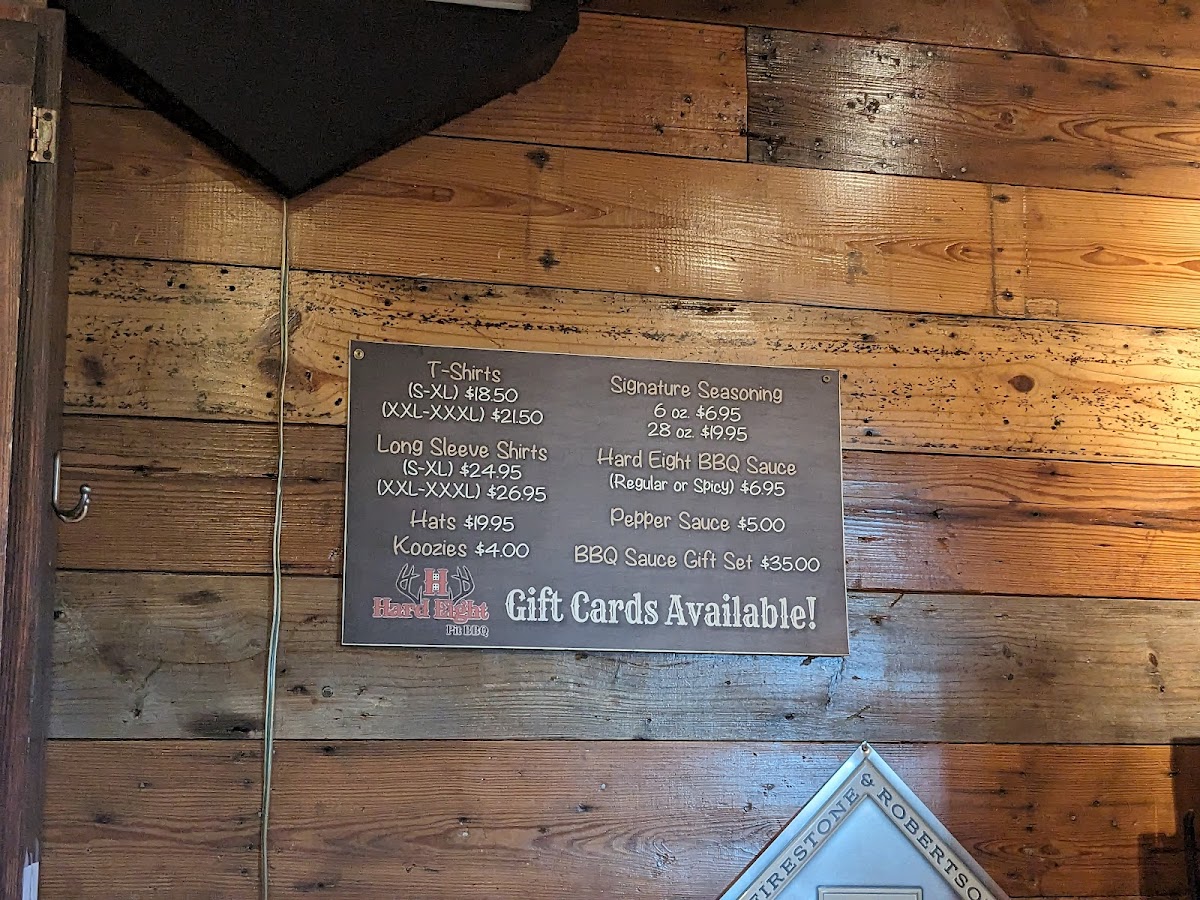 T-Shirts
(S-XL) $18.50
(XXL-XXXL) $21.50
Long Sleeve Shirts
(S-XL) $24.95
(XXL-XXXL) $26.95
Hats $19.95
Koozies $4.00
Signature Seasoning
6 oz. $6.95
28 oz. $19.95
Hard Eight BBQ Sauce
(Regular or Spicy) $6.95
Pepper Sauce $5.00
BBQ Sauce Gift Set $35.00
H
Hard Eight
Pit BBQ
Gift Cards Available!
FIRESTONE & ROBERTSO